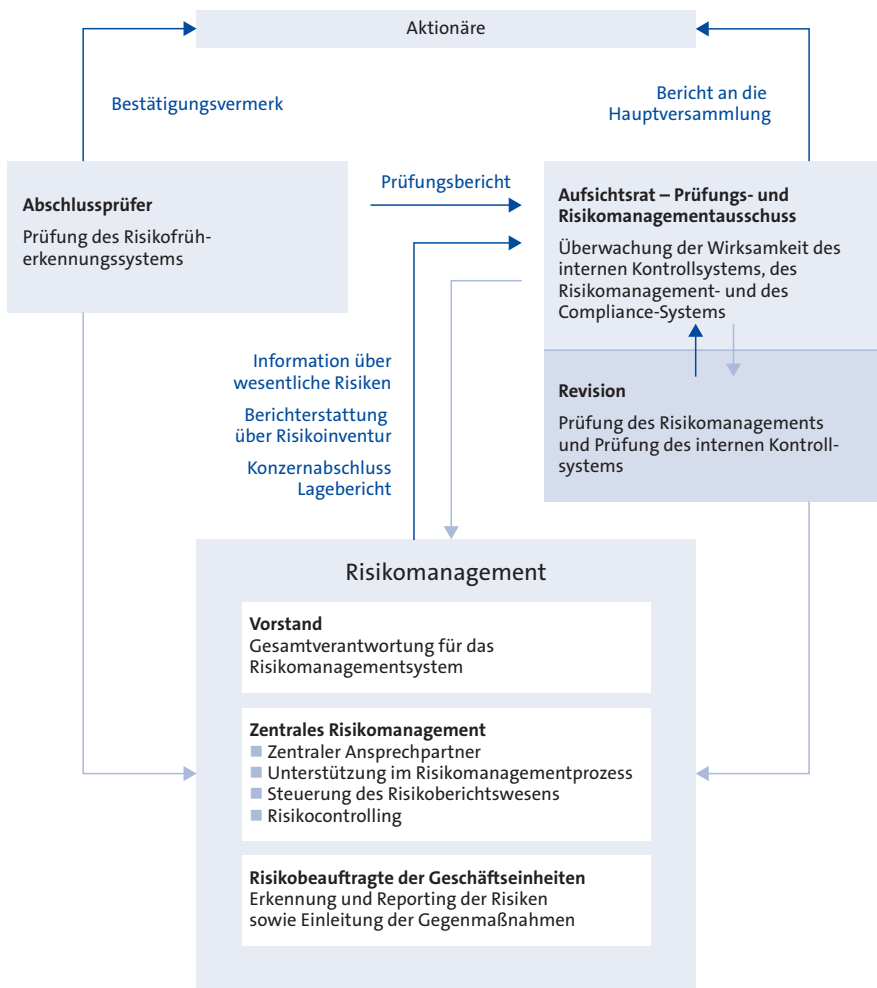 Aktionäre
Bestätigungsvermerk
Bericht an die
Hauptversammlung
Abschlussprüfer
Prüfung des Risikofrüh-
erkennungssystems
Prüfungsbericht
Aufsichtsrat – Prüfungs- und
Risikomanagementausschuss
Überwachung der Wirksamkeit des
internen Kontrollsystems, des
Risikomanagement- und des
Compliance-Systems
Information über
wesentliche Risiken
Berichterstattung
über Risikoinventur
Konzernabschluss
Lagebericht
Revision
Prüfung des Risikomanagements
und Prüfung des internen Kontroll-
systems
Risikomanagement
Vorstand
Gesamtverantwortung für das
Risikomanagementsystem
Zentrales Risikomanagement
Zentraler Ansprechpartner
Unterstützung im Risikomanagementprozess
Steuerung des Risikoberichtswesens
Risikocontrolling
Risikobeauftragte der Geschäftseinheiten
Erkennung und Reporting der Risiken
sowie Einleitung der Gegenmaßnahmen